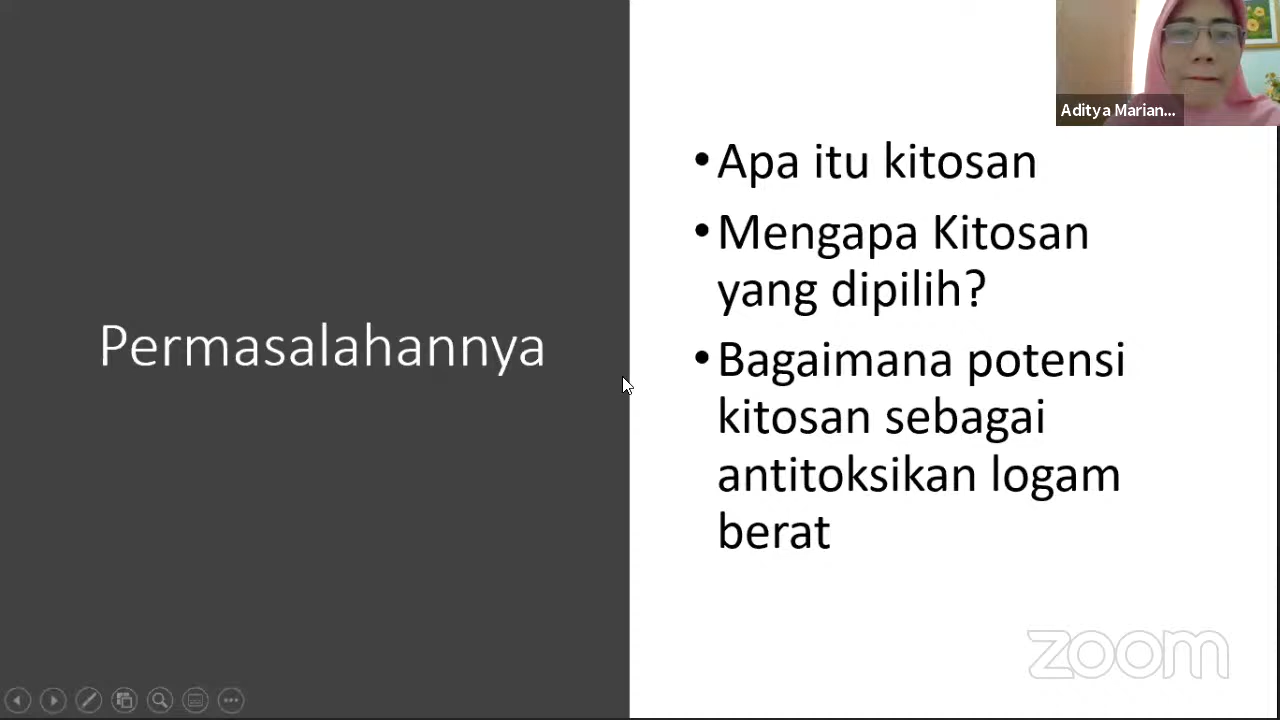 Aditya Marian...
Permasalahannya
•Apa itu kitosan
•Mengapa Kitosan
yang dipilih?
•Bagaimana potensi
kitosan sebagai
antitoksikan logam
berat
zoom